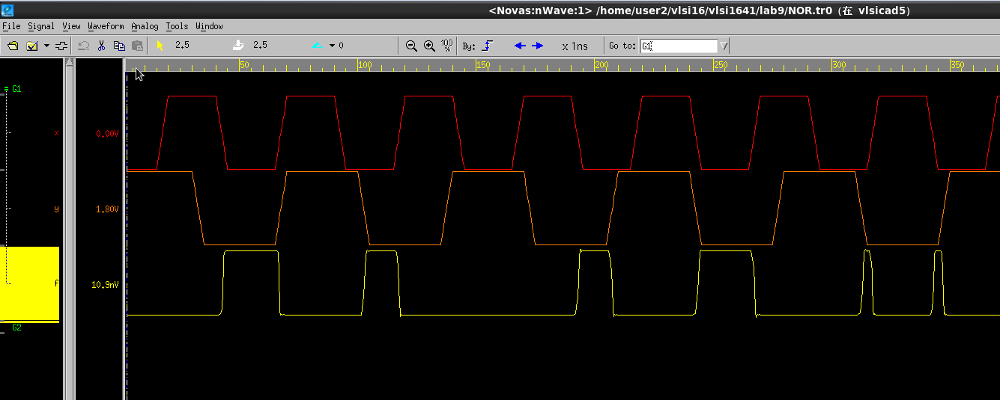 <Novas:nWave:1> /home/user2/vlsi16/vlsi1641/lab9/NOR.tr0 (在 vlsicad5)
File Signal View Waveform Analog Tools Window
2.5 2.5 0 100% By: x 1ns Go to: G1
50 100 150 200 250 300 350
G1
x 0.00V
y 1.80V
f 10.9nV
G2